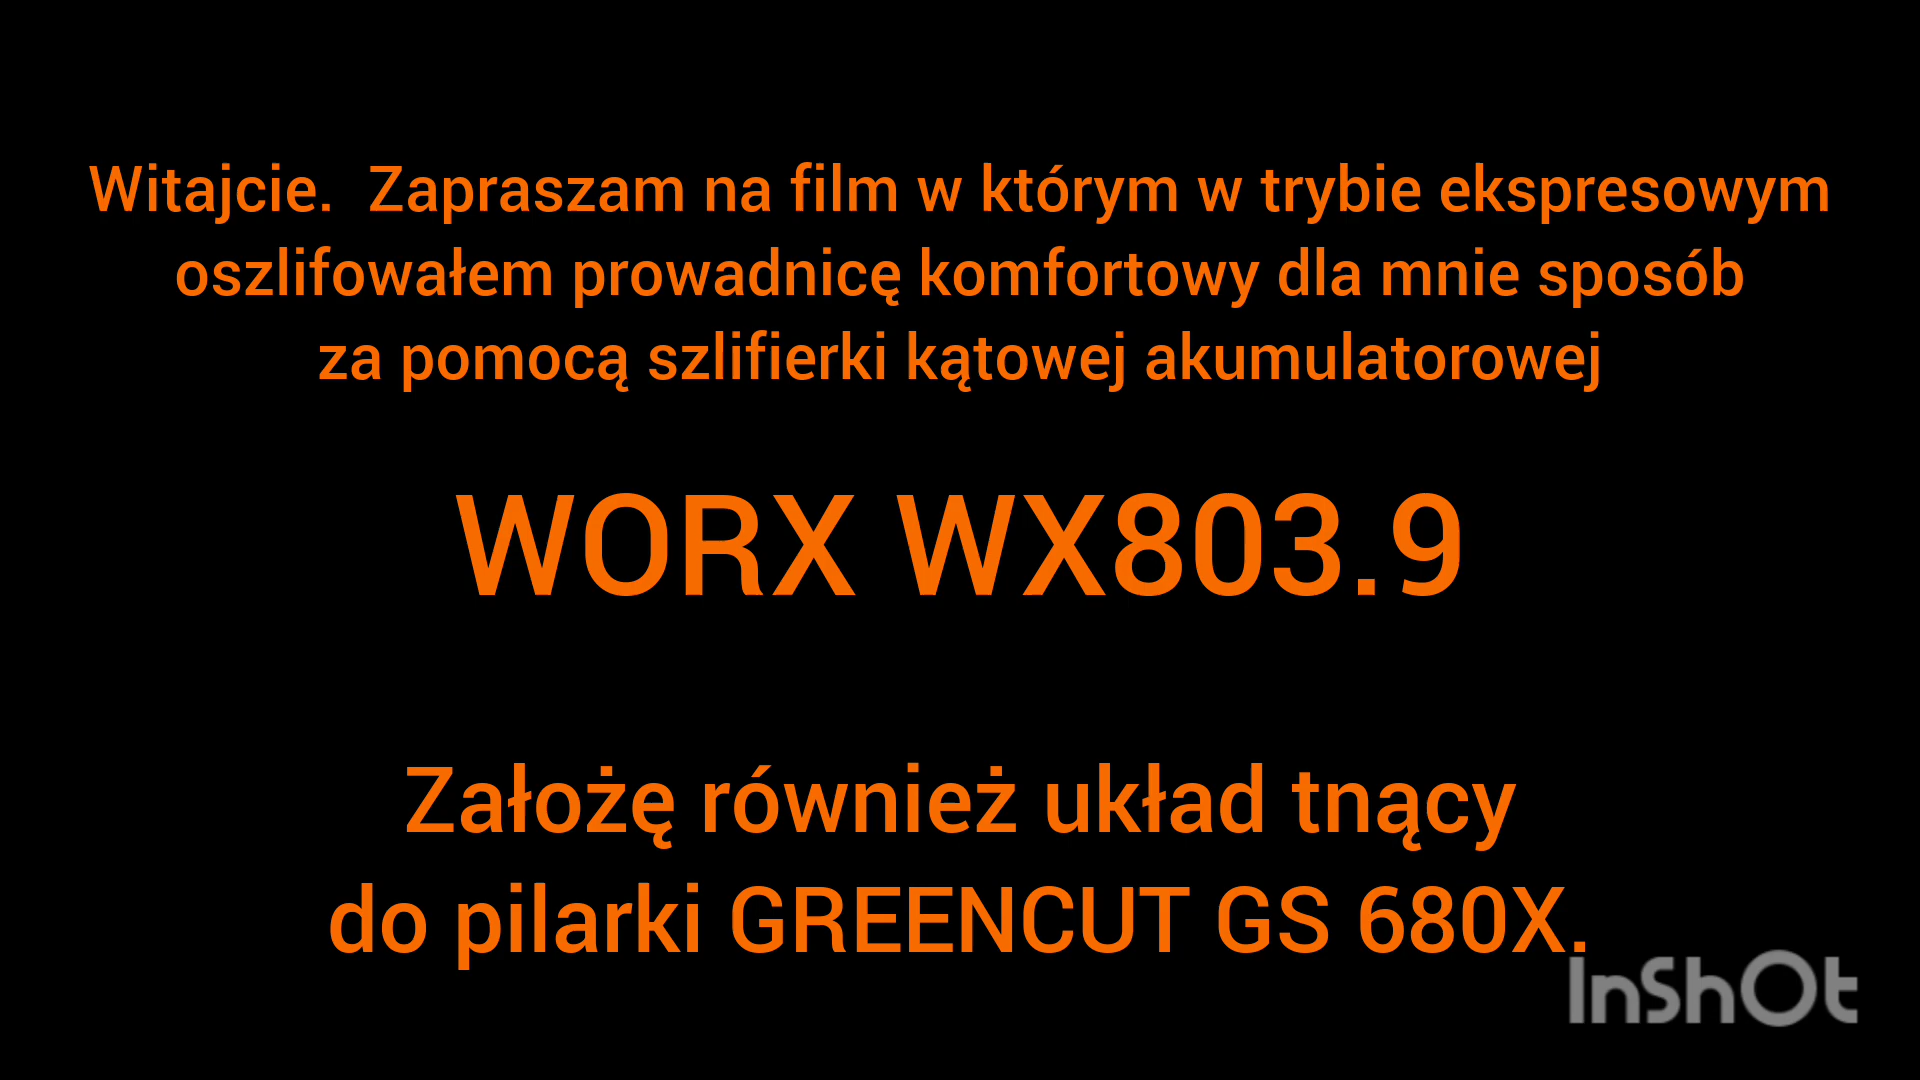 Witajcie.  Zapraszam na film w którym w trybie ekspresowym
oszlifowałem prowadnicę komfortowy dla mnie sposób
za pomocą szlifierki kątowej akumulatorowej
WORX WX803.9
Założę również układ tnący
do pilarki GREENCUT GS 680X.
InShOt